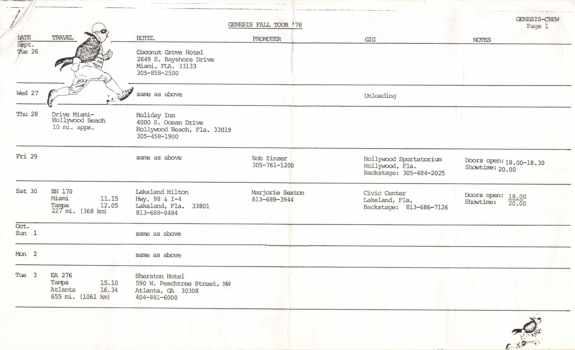 GENESIS-CREW
Page 1
GENESIS FALL TOUR '78
DATE TRAVEL HOTEL PROMOTER GIG NOTES
Sept.
Tue 26 Coconut Grove Hotel
2649 S. Bayshore Drive
Miami, FLA. 33133
305-858-2500
Wed 27 same as above Unloading
Thu 28 Drive Miami- Holiday Inn
Hollywood Beach 4000 S. Ocean Drive
10 mi. appx. Hollywood Beach, Fla. 33019
305-458-1900
Fri 29 same as above Bob Zinzer Hollywood Sportatorium Doors open: 18.00-18.30
305-761-1200 Hollywood, Fla. Showtime: 20.00
Backstage: 305-484-2025
Sat 30 BN 170 Lakeland Hilton Marjorie Sexton Civic Center Doors open: 18.00
Miami 11.15 Hwy. 98 & I-4 813-689-3944 Lakeland, Fla. Showtime: 20.00
Tampa 12.05 Lakeland, Fla. 33801 Backstage: 813-686-7126
227 mi. (368 km) 813-689-8484
Oct.
Sun 1 same as above
Mon 2 same as above
Tue 3 EA 276 Sheraton Hotel
Tampa 15.10 590 W. Peachtree Street, NW
Atlanta 16.34 Atlanta, GA 30308
655 mi. (1061 km) 404-881-6000